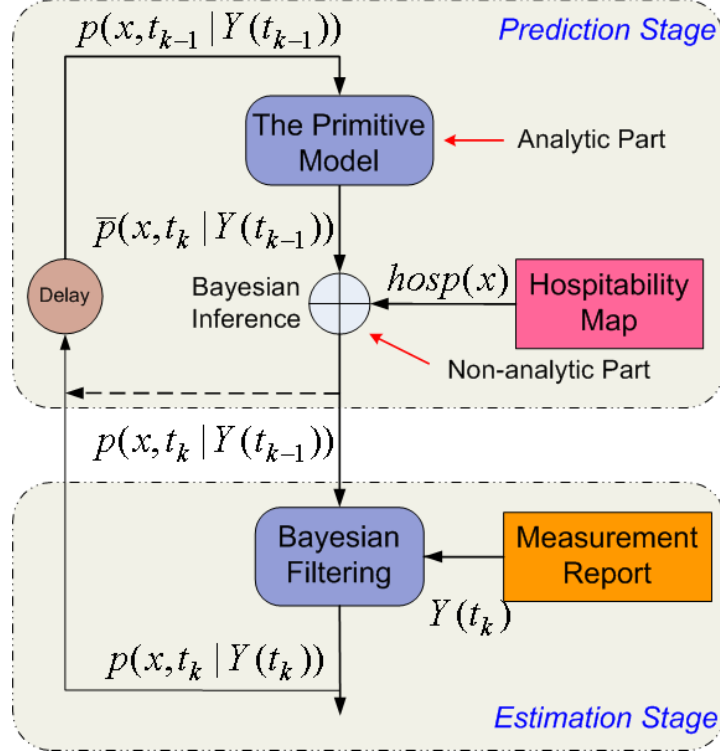 p(x, t_{k-1} | Y(t_{k-1}))
Prediction Stage
The Primitive
Model
Analytic Part
p̅(x, t_k | Y(t_{k-1}))
Delay
Bayesian
Inference
hosp(x)
Hospitability
Map
Non-analytic Part
p(x, t_k | Y(t_{k-1}))
Bayesian
Filtering
Measurement
Report
Y(t_k)
p(x, t_k | Y(t_k))
Estimation Stage